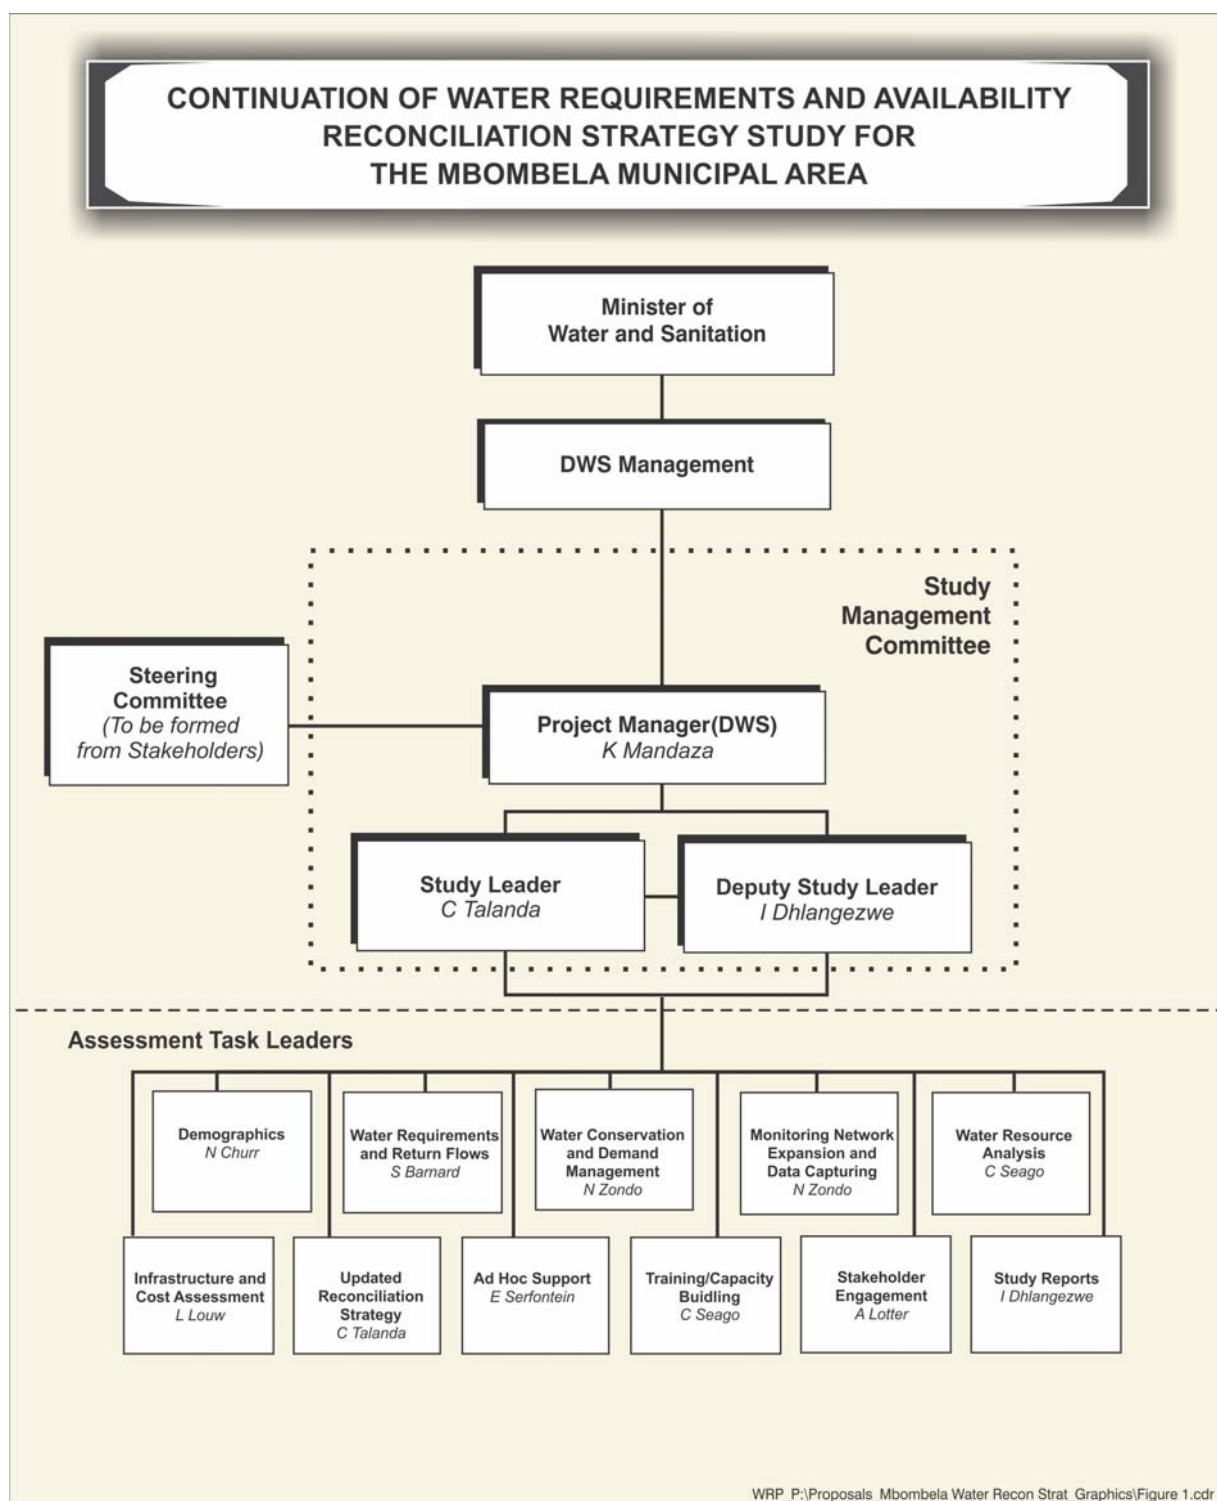 CONTINUATION OF WATER REQUIREMENTS AND AVAILABILITY
RECONCILIATION STRATEGY STUDY FOR
THE MBOMBELA MUNICIPAL AREA
Minister of
Water and Sanitation
DWS Management
Study
Management
Committee
Steering
Committee
(To be formed
from Stakeholders)
Project Manager(DWS)
K Mandaza
Study Leader
C Talanda
Deputy Study Leader
I Dhlangezwe
Assessment Task Leaders
Demographics
N Churr
Water Requirements
and Return Flows
S Barnard
Water Conservation
and Demand
Management
N Zondo
Monitoring Network
Expansion and
Data Capturing
N Zondo
Water Resource
Analysis
C Seago
Infrastructure and
Cost Assessment
L Louw
Updated
Reconciliation
Strategy
C Talanda
Ad Hoc Support
E Serfontein
Training/Capacity
Buidling
C Seago
Stakeholder
Engagement
A Lotter
Study Reports
I Dhlangezwe
WRP_P:\Proposals_Mbombela Water Recon Strat_Graphics\Figure 1.cdr